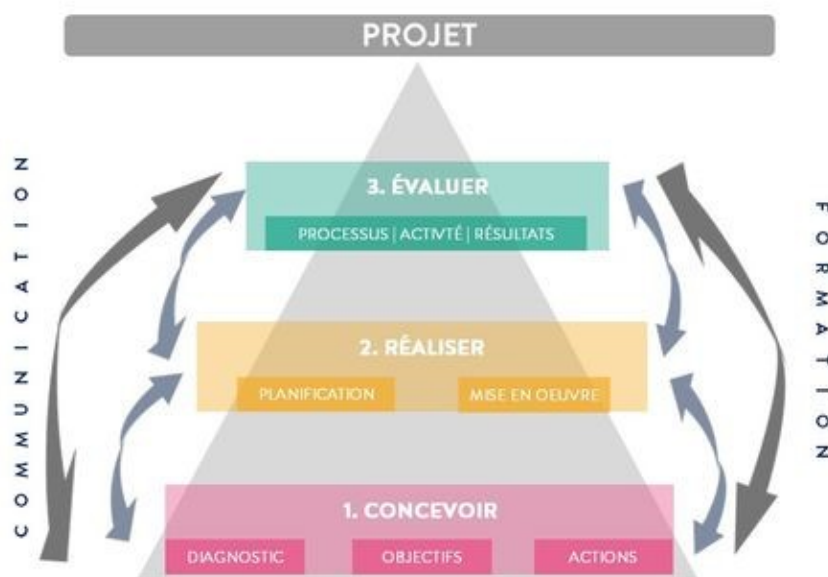 PROJET
COMMUNICATION
3. ÉVALUER
PROCESSUS | ACTIVTÉ | RÉSULTATS
2. RÉALISER
PLANIFICATION
MISE EN OEUVRE
1. CONCEVOIR
DIAGNOSTIC
OBJECTIFS
ACTIONS
FORMATION